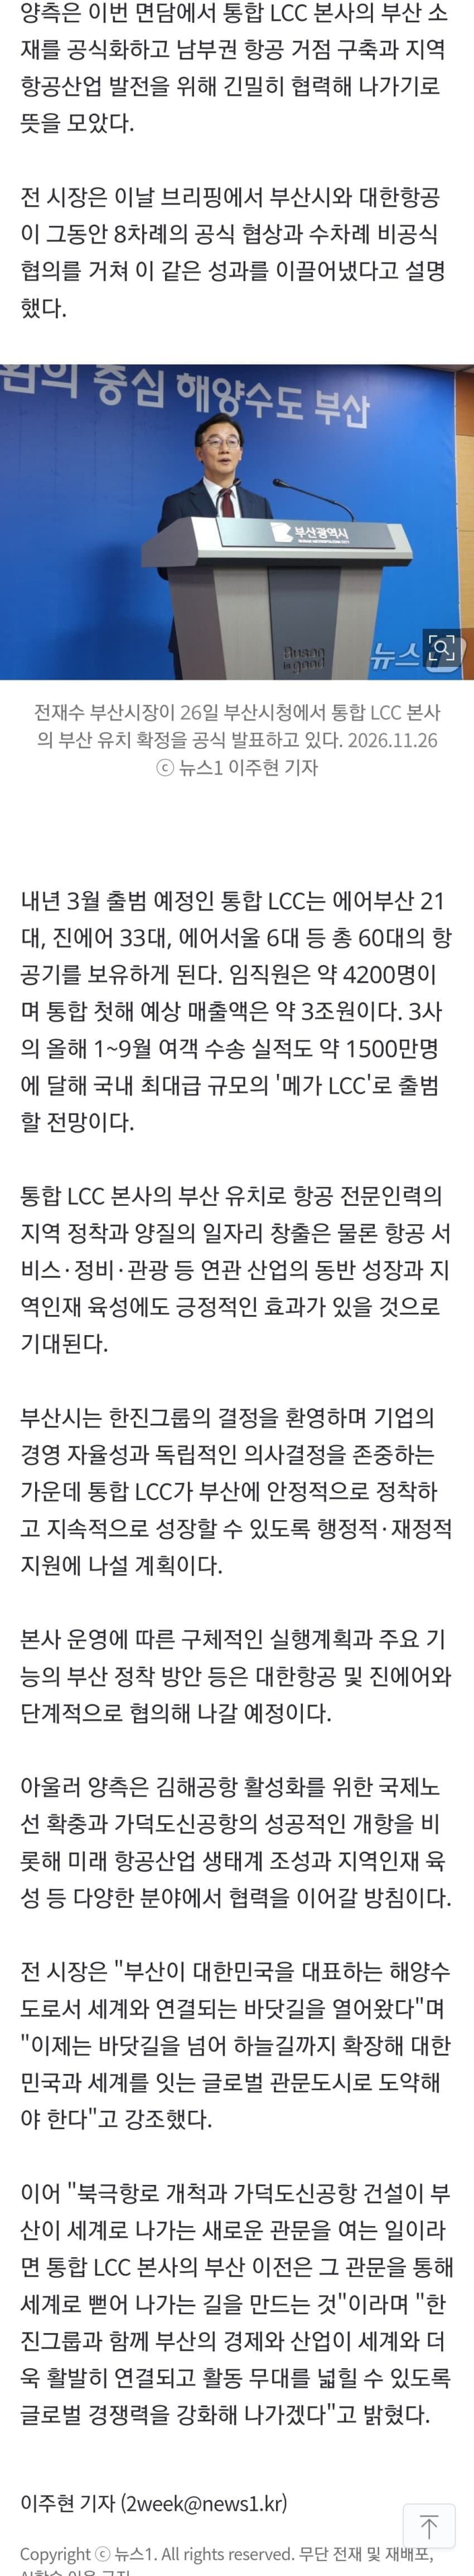 양측은 이번 면담에서 통합 LCC 본사의 부산 소
재를 공식화하고 남부권 항공 거점 구축과 지역
항공산업 발전을 위해 긴밀히 협력해 나가기로
뜻을 모았다.
전 시장은 이날 브리핑에서 부산시와 대한항공
이 그동안 8차례의 공식 협상과 수차례 비공식
협의를 거쳐 이 같은 성과를 이끌어냈다고 설명
했다.
의 중심 해양수도 부산
부산광역시
Busan
is good
뉴스
전재수 부산시장이 26일 부산시청에서 통합 LCC 본사
의 부산 유치 확정을 공식 발표하고 있다. 2026.11.26
ⓒ 뉴스1 이주현 기자
내년 3월 출범 예정인 통합 LCC는 에어부산 21
대, 진에어 33대, 에어서울 6대 등 총 60대의 항
공기를 보유하게 된다. 임직원은 약 4200명이
며 통합 첫해 예상 매출액은 약 3조원이다. 3사
의 올해 1~9월 여객 수송 실적도 약 1500만명
에 달해 국내 최대급 규모의 '메가 LCC'로 출범
할 전망이다.
통합 LCC 본사의 부산 유치로 항공 전문인력의
지역 정착과 양질의 일자리 창출은 물론 항공 서
비스·정비·관광 등 연관 산업의 동반 성장과 지
역인재 육성에도 긍정적인 효과가 있을 것으로
기대된다.
부산시는 한진그룹의 결정을 환영하며 기업의
경영 자율성과 독립적인 의사결정을 존중하는
가운데 통합 LCC가 부산에 안정적으로 정착하
고 지속적으로 성장할 수 있도록 행정적·재정적
지원에 나설 계획이다.
본사 운영에 따른 구체적인 실행계획과 주요 기
능의 부산 정착 방안 등은 대한항공 및 진에어와
단계적으로 협의해 나갈 예정이다.
아울러 양측은 김해공항 활성화를 위한 국제노
선 확충과 가덕도신공항의 성공적인 개항을 비
롯해 미래 항공산업 생태계 조성과 지역인재 육
성 등 다양한 분야에서 협력을 이어갈 방침이다.
전 시장은 "부산이 대한민국을 대표하는 해양수
도로서 세계와 연결되는 바닷길을 열어왔다"며
"이제는 바닷길을 넘어 하늘길까지 확장해 대한
민국과 세계를 잇는 글로벌 관문도시로 도약해
야 한다"고 강조했다.
이어 "북극항로 개척과 가덕도신공항 건설이 부
산이 세계로 나가는 새로운 관문을 여는 일이라
면 통합 LCC 본사의 부산 이전은 그 관문을 통해
세계로 뻗어 나가는 길을 만드는 것"이라며 "한
진그룹과 함께 부산의 경제와 산업이 세계와 더
욱 활발히 연결되고 활동 무대를 넓힐 수 있도록
글로벌 경쟁력을 강화해 나가겠다"고 밝혔다.
이주현 기자 (2week@news1.kr)
Copyright ⓒ 뉴스1. All rights reserved. 무단 전재 및 재배포,